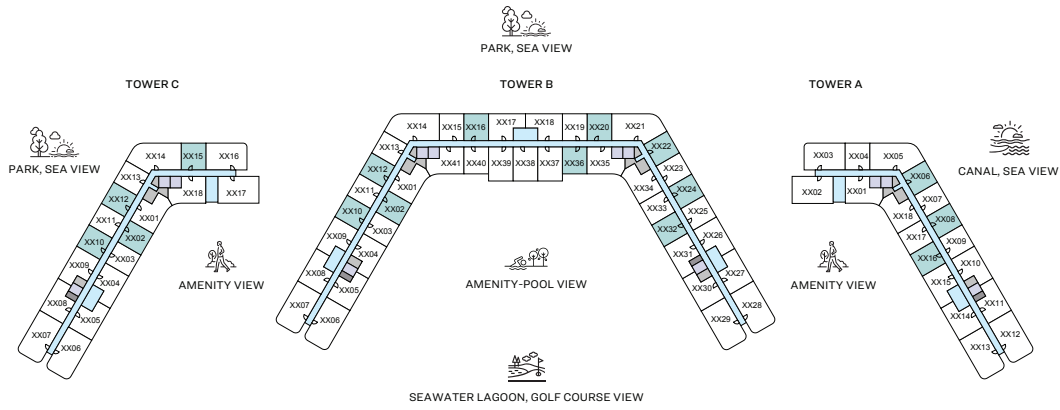 PARK, SEA VIEW
TOWER C
TOWER B
TOWER A
PARK, SEA VIEW
CANAL, SEA VIEW
XX14
XX15
XX16
XX13
XX12
XX11
XX10
XX09
XX08
XX07
XX06
XX05
XX04
XX03
XX02
XX01
XX18
XX17
AMENITY VIEW
XX14
XX15
XX16
XX17
XX18
XX19
XX20
XX21
XX13
XX12
XX11
XX10
XX09
XX08
XX07
XX06
XX05
XX04
XX03
XX02
XX01
XX41
XX40
XX39
XX38
XX37
XX36
XX35
XX34
XX33
XX32
XX31
XX30
XX29
XX28
XX27
XX26
XX25
XX24
XX23
XX22
AMENITY-POOL VIEW
XX03
XX04
XX05
XX02
XX01
XX06
XX07
XX08
XX09
XX10
XX11
XX12
XX13
XX14
XX15
XX16
XX17
XX18
AMENITY VIEW
SEAWATER LAGOON, GOLF COURSE VIEW